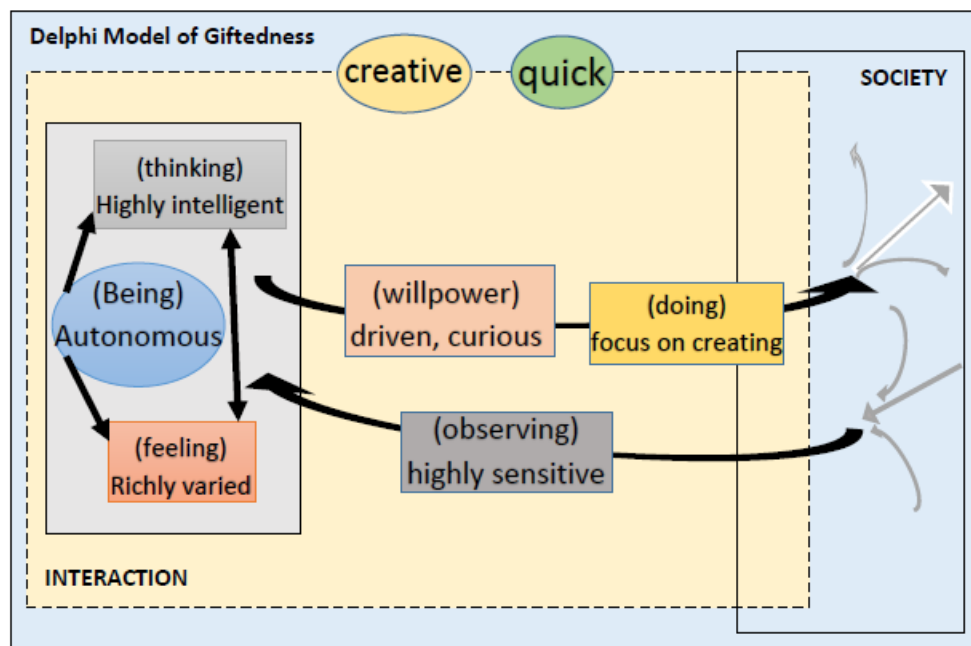 Delphi Model of Giftedness
creative
quick
SOCIETY
(thinking)
Highly intelligent
(Being)
Autonomous
(willpower)
driven, curious
(doing)
focus on creating
(feeling)
Richly varied
(observing)
highly sensitive
INTERACTION